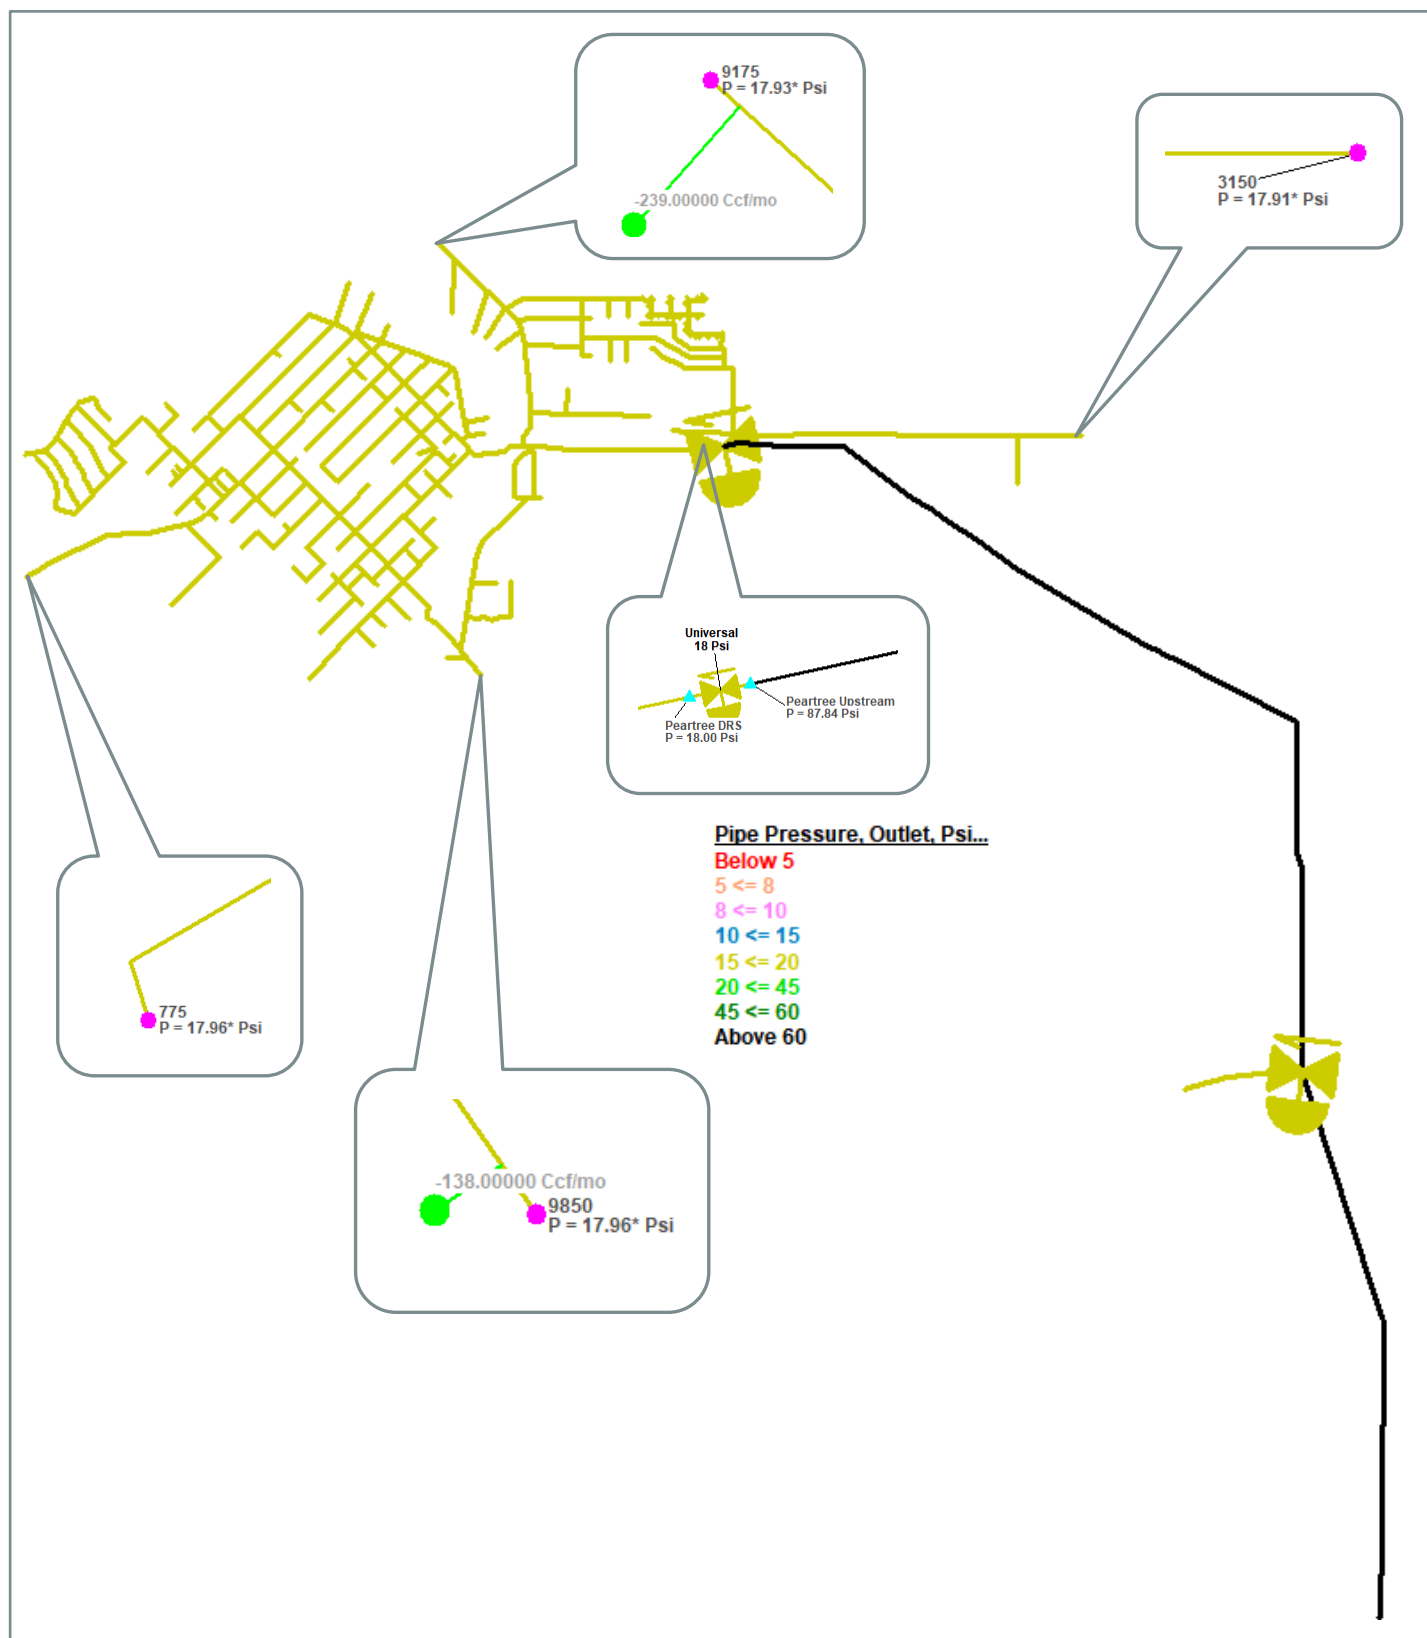 9175
P = 17.93* Psi
-239.00000 Ccf/mo
3150
P = 17.91* Psi
Universal
18 Psi
Peartree Upstream
P = 87.84 Psi
Peartree DRS
P = 18.00 Psi
Pipe Pressure, Outlet, Psi...
Below 5
5 <= 8
8 <= 10
10 <= 15
15 <= 20
20 <= 45
45 <= 60
Above 60
775
P = 17.96* Psi
-138.00000 Ccf/mo
9850
P = 17.96* Psi